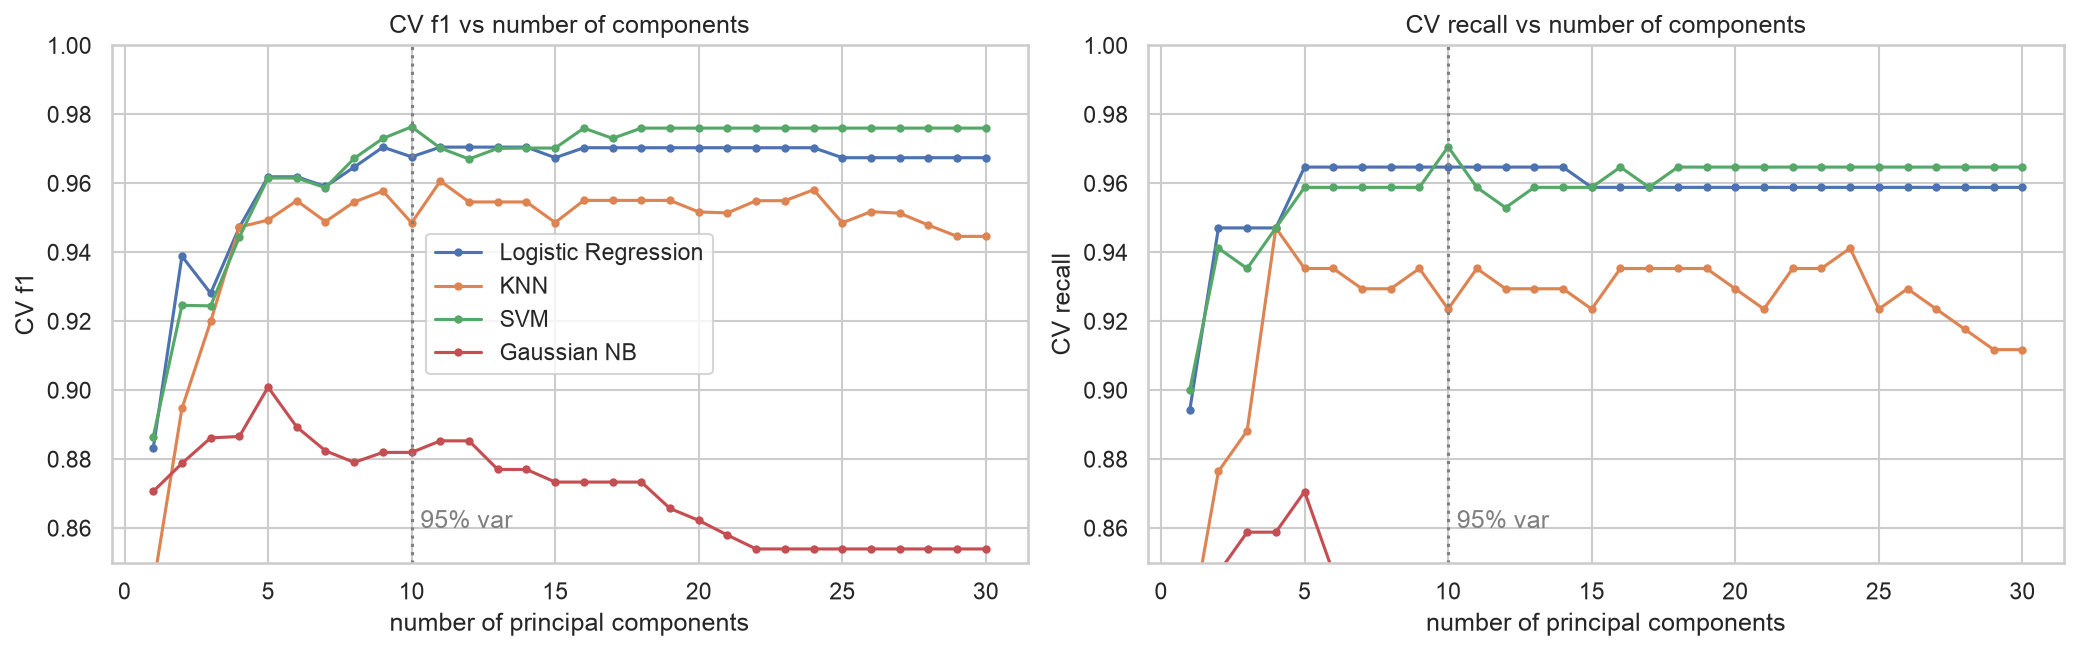 CV f1 vs number of components
1.00
0.98
0.96
0.94
0.92
0.90
0.88
0.86
CV f1
Logistic Regression
KNN
SVM
Gaussian NB
95% var
0 5 10 15 20 25 30
number of principal components
CV recall vs number of components
1.00
0.98
0.96
0.94
0.92
0.90
0.88
0.86
CV recall
95% var
0 5 10 15 20 25 30
number of principal components